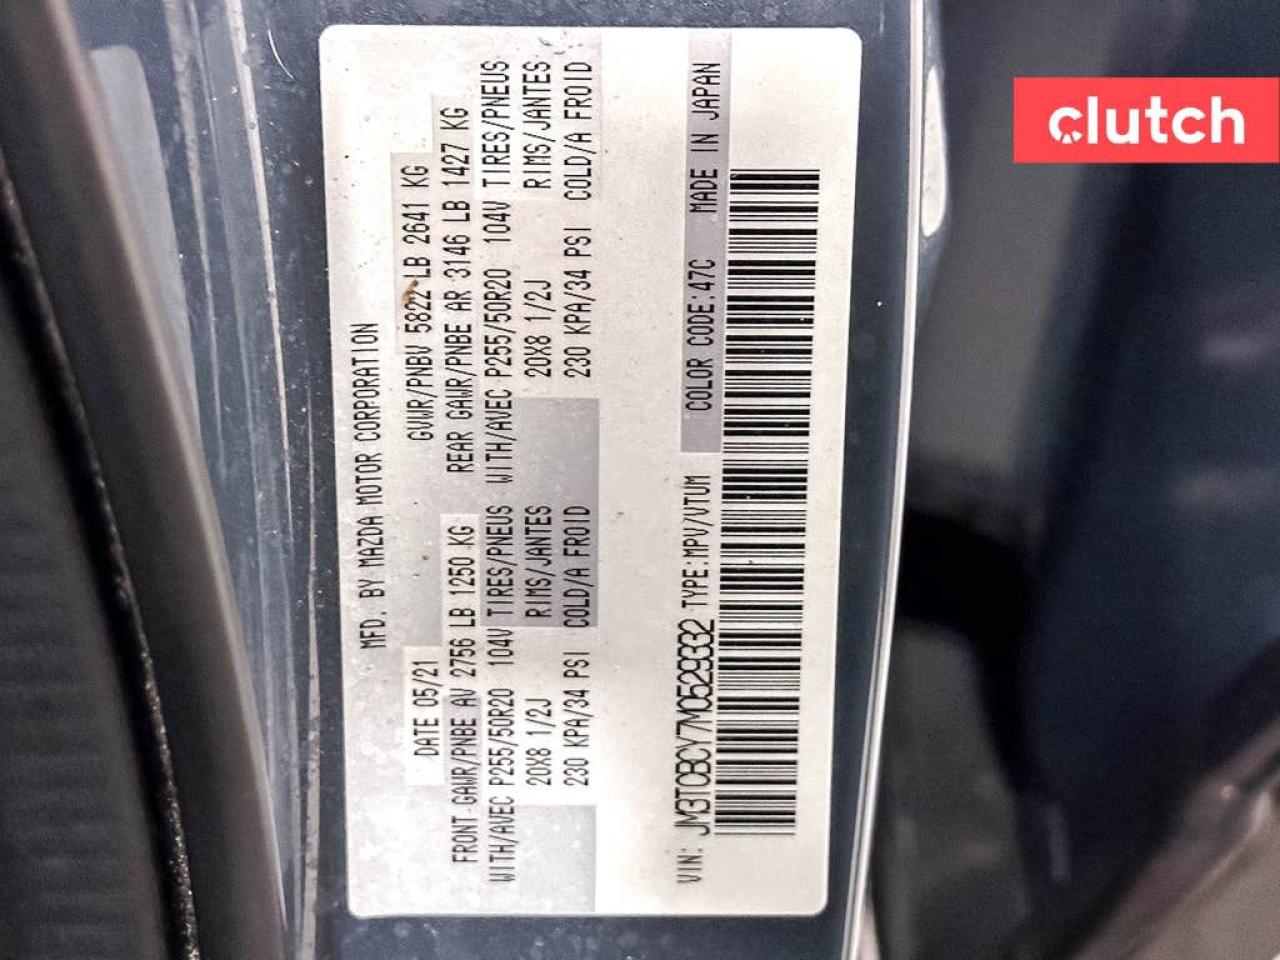 MFD. BY MAZDA MOTOR CORPORATION
DATE 05/21 GVWR/PNBV 5822 LB 2641 KG
FRONT GAWR/PNBE AV 2756 LB 1250 KG REAR GAWR/PNBE AR 3146 LB 1427 KG
WITH/AVEC P255/50R20 104V TIRES/PNEUS WITH/AVEC P255/50R20 104V TIRES/PNEUS
20X8 1/2J RIMS/JANTES 20X8 1/2J RIMS/JANTES
230 KPA/34 PSI COLD/A FROID 230 KPA/34 PSI COLD/A FROID
VIN: JM3TCBCY7M0529332 TYPE:MPV/VTUM COLOR CODE:47C MADE IN JAPAN
clutch